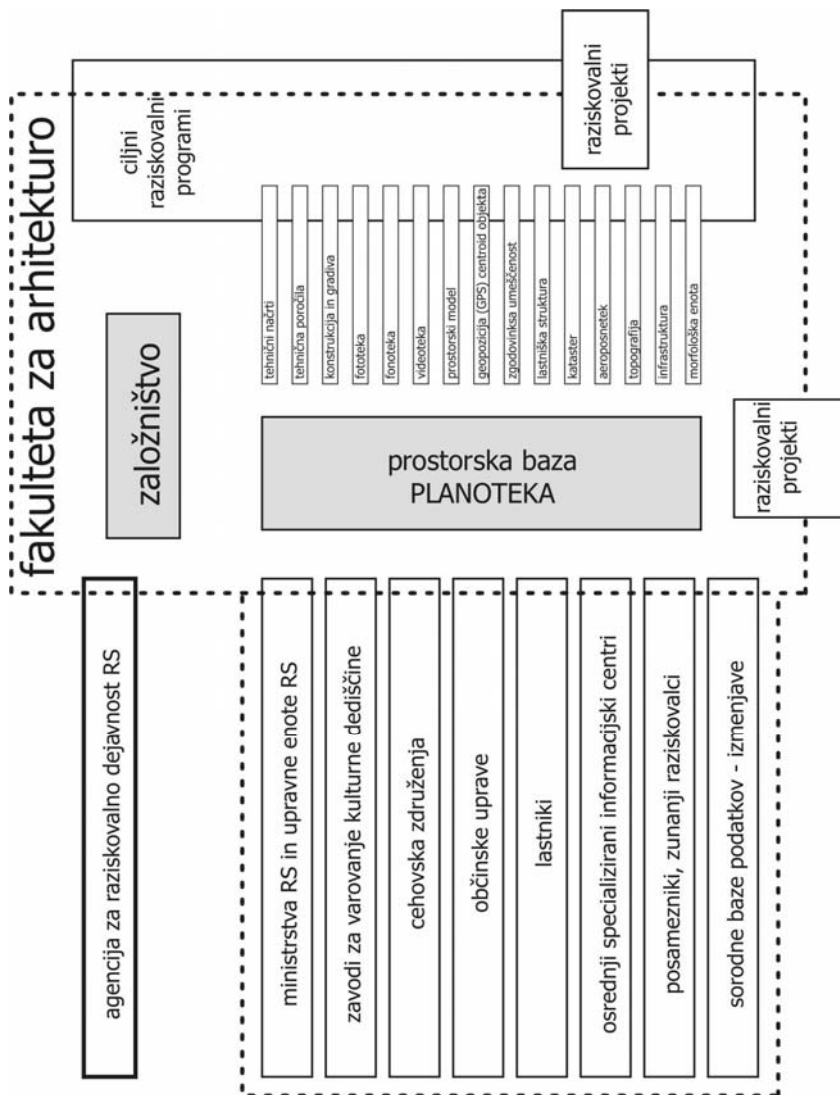 fakulteta za arhitekturo
ciljni
raziskovalni
programi
raziskovalni
projekti
tehnični načrti
tehnična poročila
konstrukcija in gradiva
fototeka
fonoteka
videoteka
prostorski model
geopozicija (GPS) centroid objekta
zgodovinksa umeščenost
lastniška struktura
kataster
aeroposnetek
topografija
infrastruktura
morfološka enota
založništvo
prostorska baza
PLANOTEKA
raziskovalni
projekti
agencija za raziskovalno dejavnost RS
ministrstva RS in upravne enote RS
zavodi za varovanje kulturne dediščine
cehovska združenja
občinske uprave
lastniki
osrednji specializirani informacijski centri
posamezniki, zunanji raziskovalci
sorodne baze podatkov - izmenjave